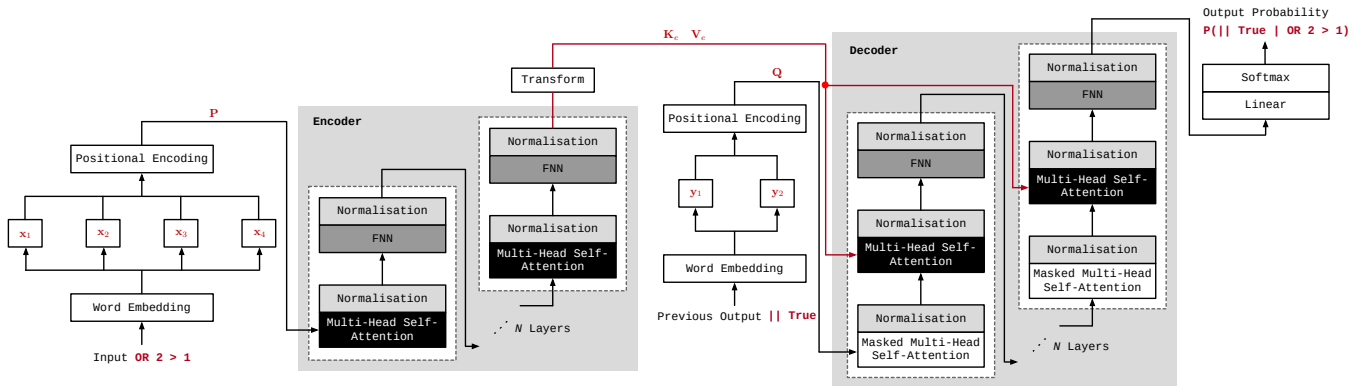 P
Positional Encoding
x₁ x₂ x₃ x₄
Word Embedding
Input OR 2 > 1
Encoder
Normalisation
FNN
Normalisation
Multi-Head Self-
Attention
Transform
Normalisation
FNN
Normalisation
Multi-Head Self-
Attention
⋰ N Layers
Kₑ Vₑ
Q
Positional Encoding
y₁ y₂
Word Embedding
Previous Output || True
Decoder
Normalisation
FNN
Normalisation
Multi-Head Self-
Attention
Normalisation
Masked Multi-Head
Self-Attention
Normalisation
FNN
Normalisation
Multi-Head Self-
Attention
Normalisation
Masked Multi-Head
Self-Attention
⋰ N Layers
Output Probability
P(|| True | OR 2 > 1)
Softmax
Linear